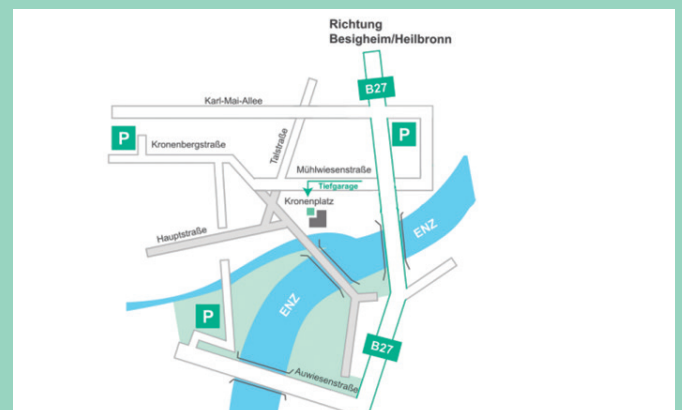 Richtung
Besigheim/Heilbronn
B27
Karl-Mai-Allee
P
P
Kronenbergstraße
Talstraße
Mühlwiesenstraße
Tiefgarage
Kronenplatz
Hauptstraße
ENZ
ENZ
P
B27
Auwiesenstraße